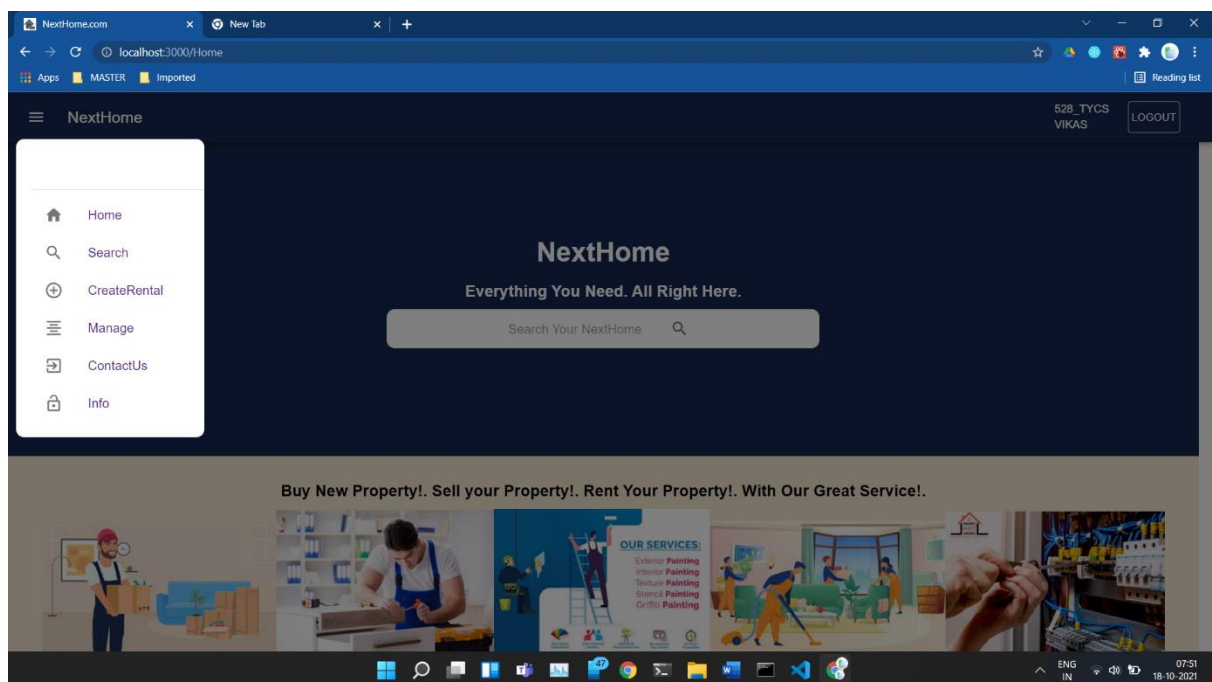 NextHome.com
New Tab
localhost:3000/Home
Apps MASTER Imported
Reading list
NextHome
528_TYCS
VIKAS
LOGOUT
Home
Search
CreateRental
Manage
ContactUs
Info
NextHome
Everything You Need. All Right Here.
Search Your NextHome
Buy New Property!. Sell your Property!. Rent Your Property!. With Our Great Service!.
OUR SERVICES:
Exterior Painting
Interior Painting
Texture Painting
Stencil Painting
Grifiti Painting
47
ENG
IN
07:51
18-10-2021